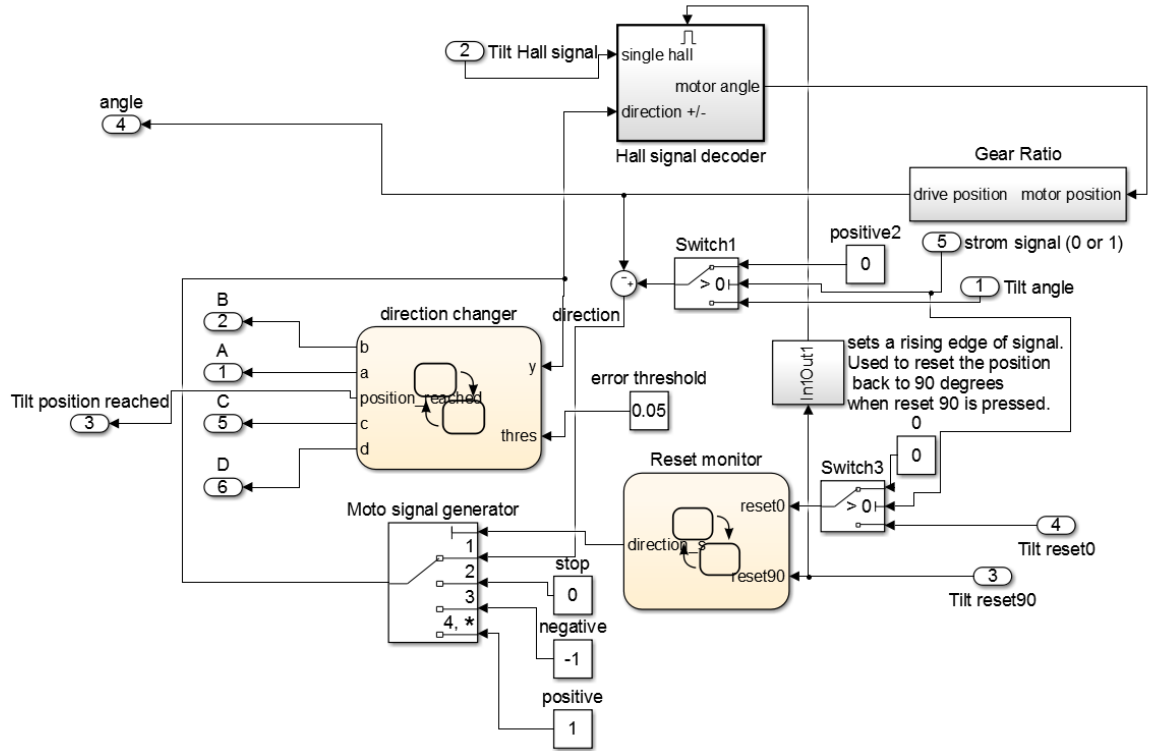 2
Tilt Hall signal
single hall
motor angle
direction +/-
Hall signal decoder
angle
4
Gear Ratio
drive position
motor position
positive2
0
5
strom signal (0 or 1)
Switch1
> 0
-
+
1
Tilt angle
direction
B
2
A
1
Tilt position reached
3
C
5
D
6
direction changer
b
a
position_reached
c
d
y
thres
error threshold
0.05
In1Out1
sets a rising edge of signal.
Used to reset the position
back to 90 degrees
when reset 90 is pressed.
0
0
Switch3
> 0
Reset monitor
reset0
direction_s
reset90
4
Tilt reset0
3
Tilt reset90
Moto signal generator
1
2
3
4, *
stop
0
negative
-1
positive
1